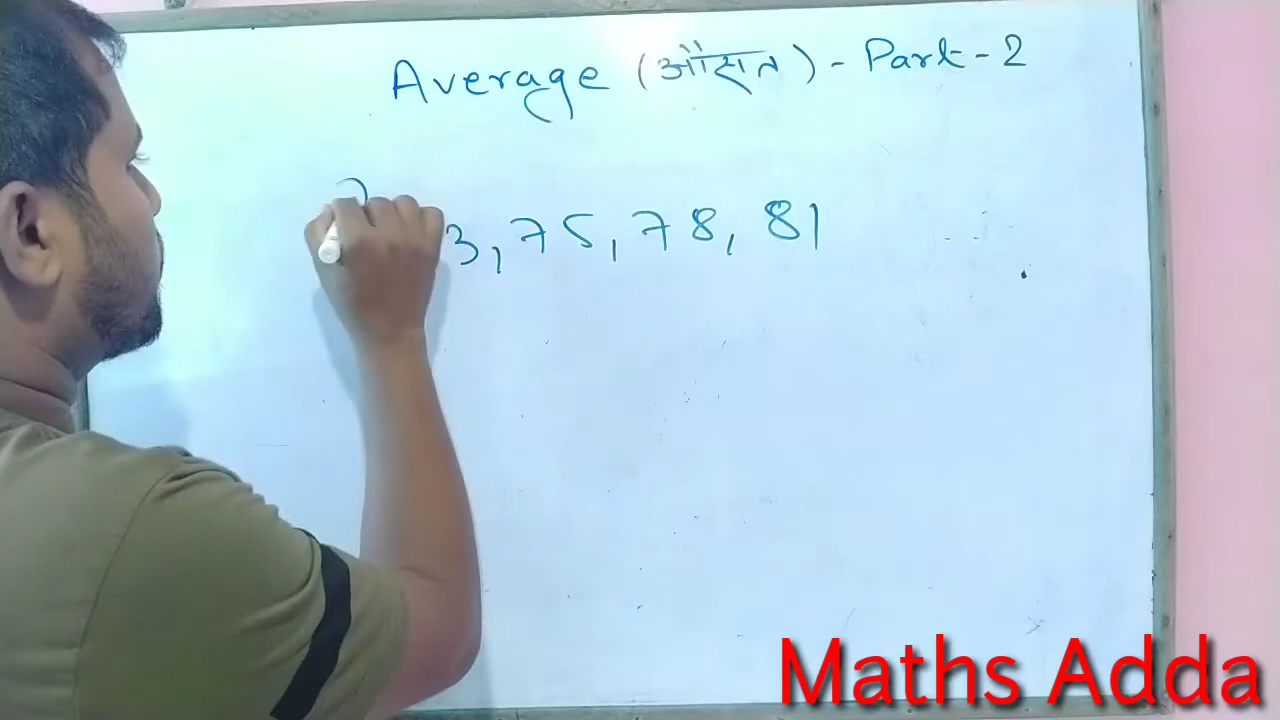 Average (औसत) - Part - 2
3, 75, 78, 81
Maths Adda